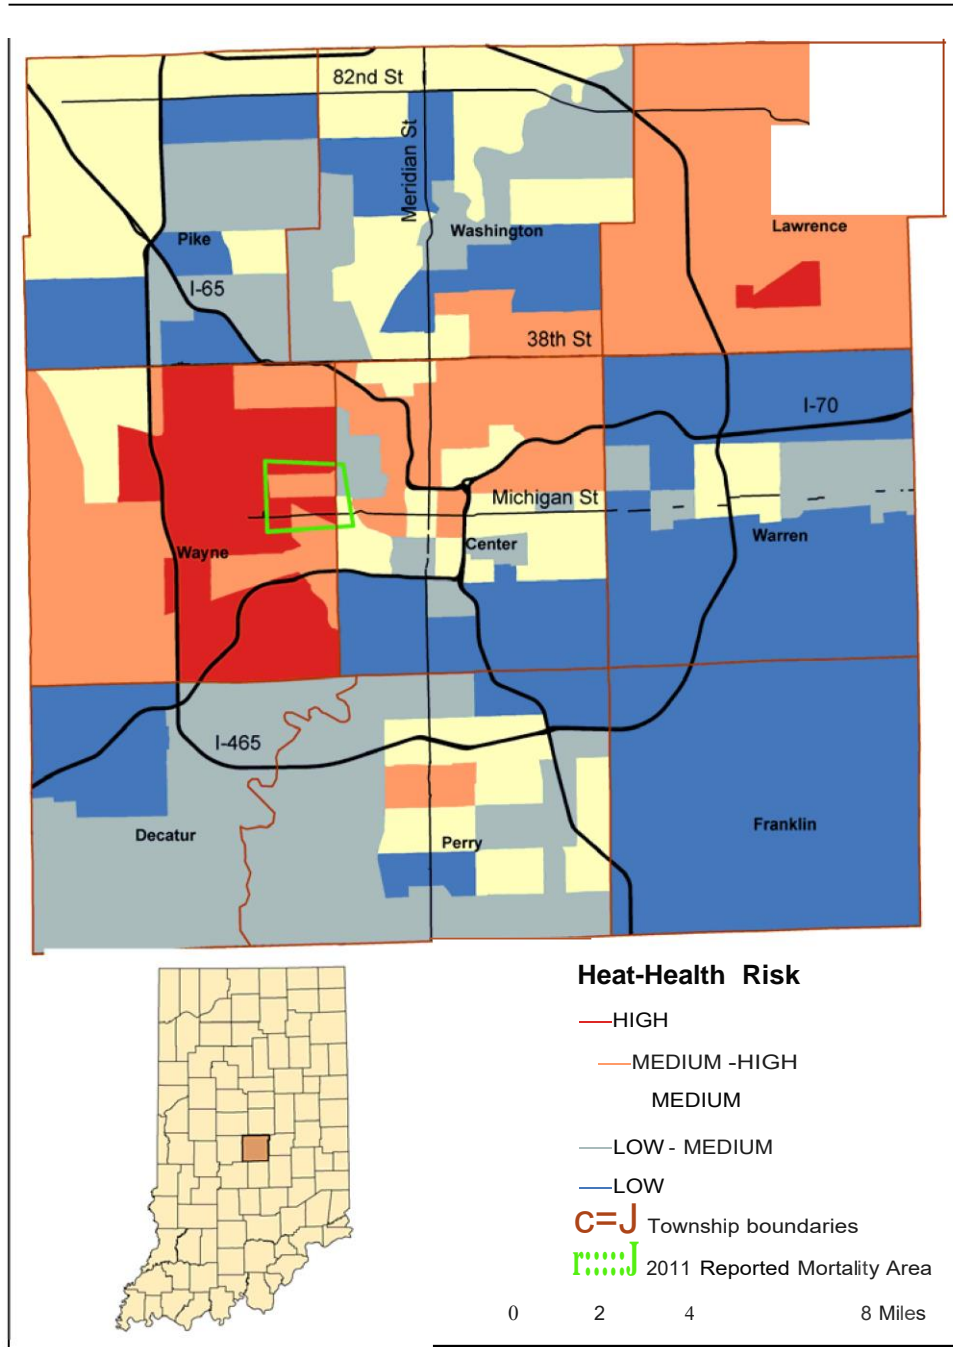 82nd St
Meridian St
Lawrence
Washington
Pike
I-65
38th St
I-70
Michigan St
Warren
Center
Wayne
I-465
Franklin
Decatur
Perry
Heat-Health Risk
HIGH
MEDIUM -HIGH
MEDIUM
LOW - MEDIUM
LOW
c=J Township boundaries
r:::::J 2011 Reported Mortality Area
0 2 4 8 Miles